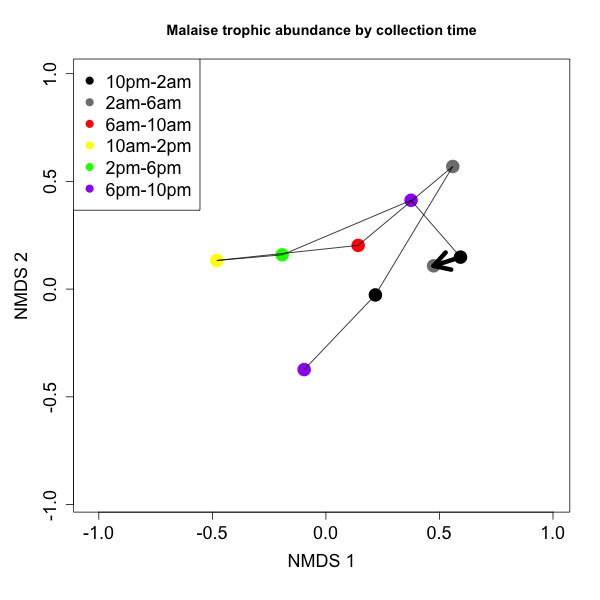 Malaise trophic abundance by collection time
10pm-2am
2am-6am
6am-10am
10am-2pm
2pm-6pm
6pm-10pm
1.0
0.5
0.0
-0.5
-1.0
NMDS 2
-1.0 -0.5 0.0 0.5 1.0
NMDS 1